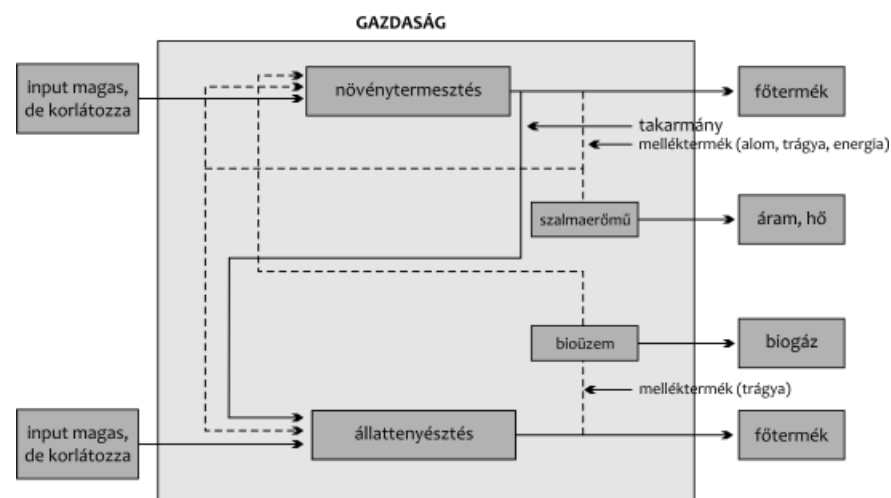 GAZDASÁG
input magas,
de korlátozza
növénytermesztés
főtermék
takarmány
melléktermék (alom, trágya, energia)
szalmaerőmű
áram, hő
bioüzem
biogáz
melléktermék (trágya)
input magas,
de korlátozza
állattenyésztés
főtermék